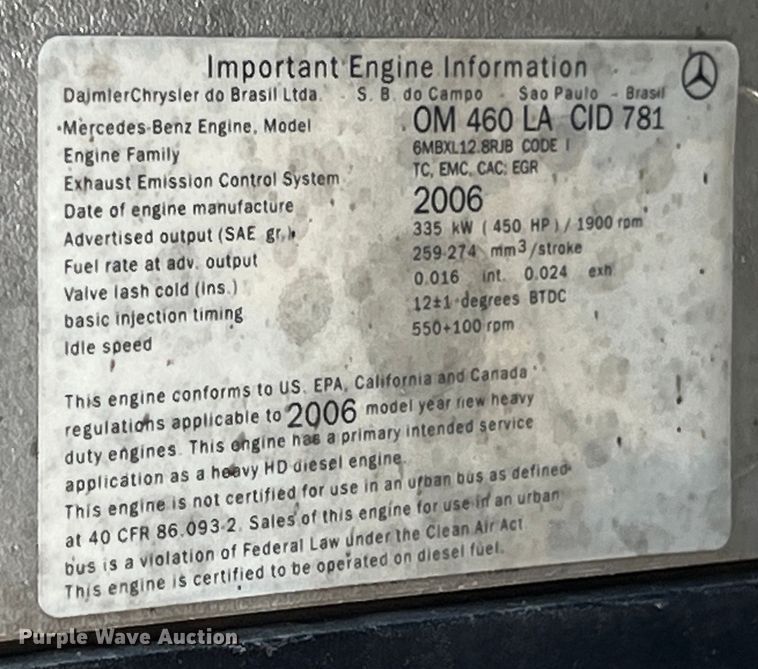 Important Engine Information
DaimlerChrysler do Brasil Ltda. - S. B. do Campo - Sao Paulo - Brasil
Mercedes-Benz Engine, Model OM 460 LA CID 781
Engine Family 6MBXL12.8RJB CODE I
Exhaust Emission Control System TC, EMC, CAC, EGR
Date of engine manufacture 2006
Advertised output (SAE gr.) 335 kW (450 HP) / 1900 rpm
Fuel rate at adv. output 259-274 mm3/stroke
Valve lash cold (ins.) 0.016 int. 0.024 exh
basic injection timing 12±1 degrees BTDC
Idle speed 550+100 rpm
This engine conforms to US. EPA, California and Canada
regulations applicable to 2006 model year new heavy
duty engines. This engine has a primary intended service
application as a heavy HD diesel engine.
This engine is not certified for use in an urban bus as defined
at 40 CFR 86.093-2. Sales of this engine for use in an urban
bus is a violation of Federal Law under the Clean Air Act
This engine is certified to be operated on diesel fuel.
Purple Wave Auction